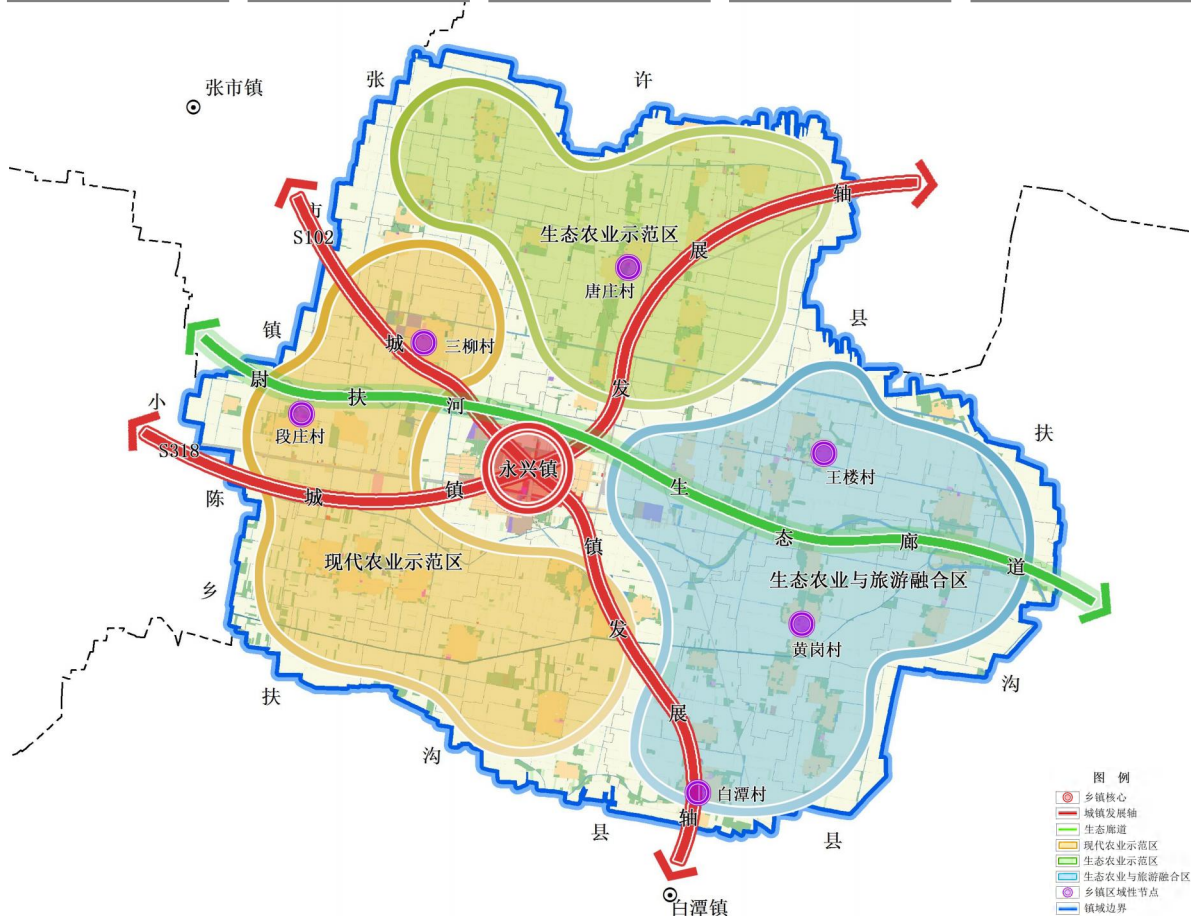 张市镇
张
许
市
S102
镇
县
轴
展
发
生态农业示范区
唐庄村
城
三柳村
尉
扶
河
生
态
廊
道
段庄村
小
S318
陈
乡
城
镇
永兴镇
王楼村
扶
镇
发
展
轴
现代农业示范区
生态农业与旅游融合区
黄岗村
扶
沟
县
沟
县
白潭村
白潭镇
图 例
乡镇核心
城镇发展轴
生态廊道
现代农业示范区
生态农业示范区
生态农业与旅游融合区
乡镇区域性节点
镇域边界